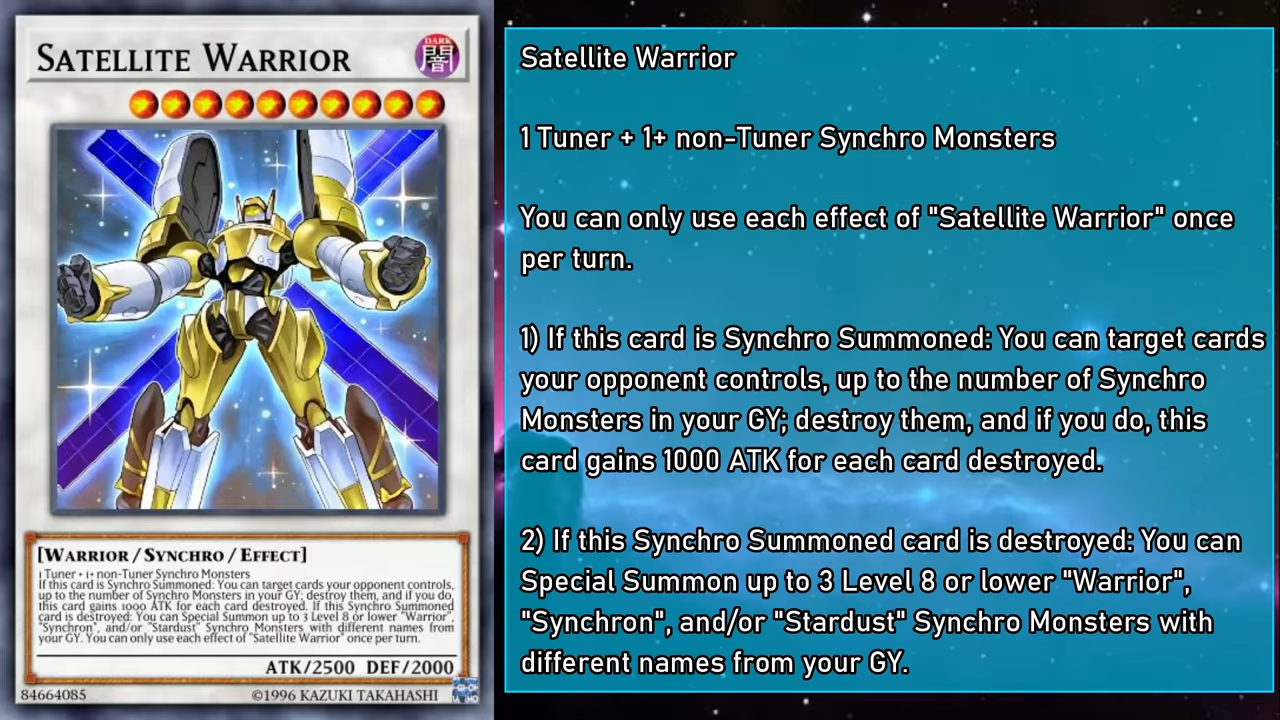 SATELLITE WARRIOR
DARK
闇
[WARRIOR / SYNCHRO / EFFECT]
1 Tuner + 1+ non-Tuner Synchro Monsters
If this card is Synchro Summoned: You can target cards your opponent controls,
up to the number of Synchro Monsters in your GY; destroy them, and if you do,
this card gains 1000 ATK for each card destroyed. If this Synchro Summoned
card is destroyed: You can Special Summon up to 3 Level 8 or lower "Warrior",
"Synchron", and/or "Stardust" Synchro Monsters with different names from
your GY. You can only use each effect of "Satellite Warrior" once per turn.
ATK/2500 DEF/2000
84664085
©1996 KAZUKI TAKAHASHI
Satellite Warrior
1 Tuner + 1+ non-Tuner Synchro Monsters
You can only use each effect of "Satellite Warrior" once
per turn.
1) If this card is Synchro Summoned: You can target cards
your opponent controls, up to the number of Synchro
Monsters in your GY; destroy them, and if you do, this
card gains 1000 ATK for each card destroyed.
2) If this Synchro Summoned card is destroyed: You can
Special Summon up to 3 Level 8 or lower "Warrior",
"Synchron", and/or "Stardust" Synchro Monsters with
different names from your GY.